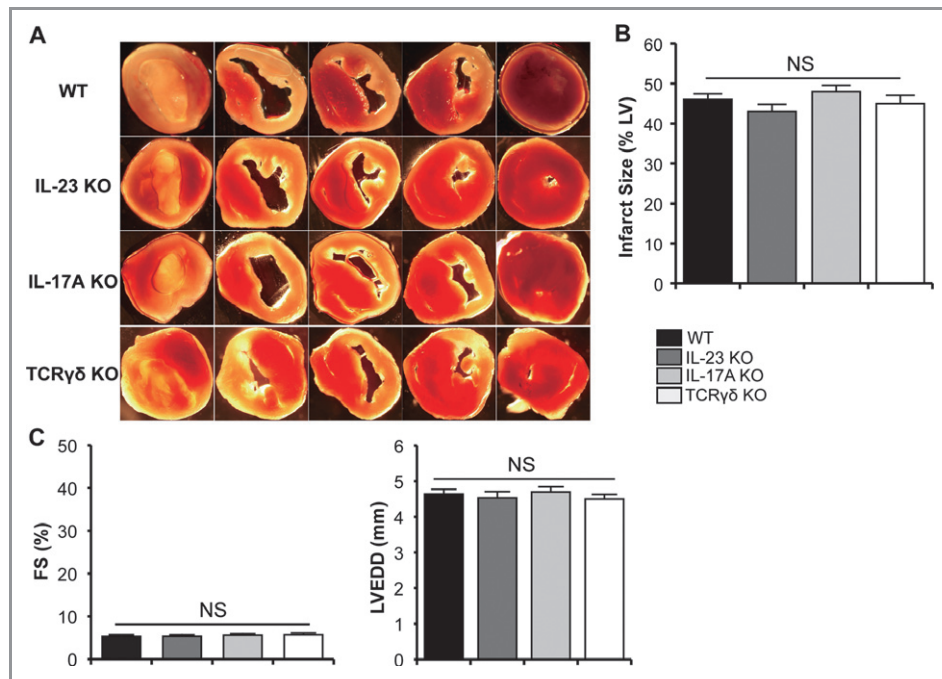 A
WT
IL-23 KO
IL-17A KO
TCRγδ KO
B
Infarct Size (% LV)
60
50
40
30
20
10
0
NS
WT
IL-23 KO
IL-17A KO
TCRγδ KO
C
FS (%)
50
40
30
20
10
0
NS
LVEDD (mm)
6
5
4
3
2
1
0
NS